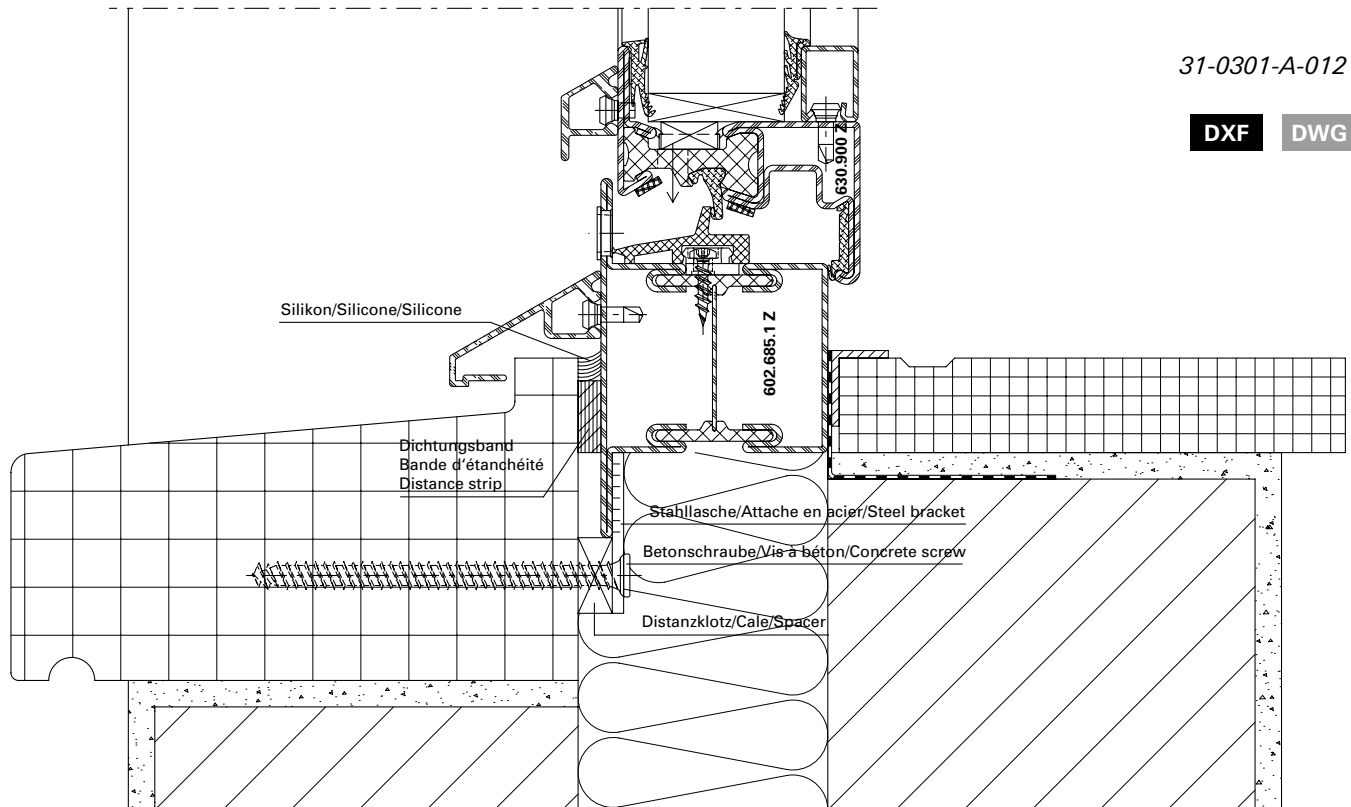 31-0301-A-012
DXF DWG
630.900 Z
Silikon/Silicone/Silicone
602.685.1 Z
Dichtungsband
Bande d‘étanchéité
Distance strip
Stahllasche/Attache en acier/Steel bracket
Betonschraube/Vis à béton/Concrete screw
Distanzklotz/Cale/Spacer